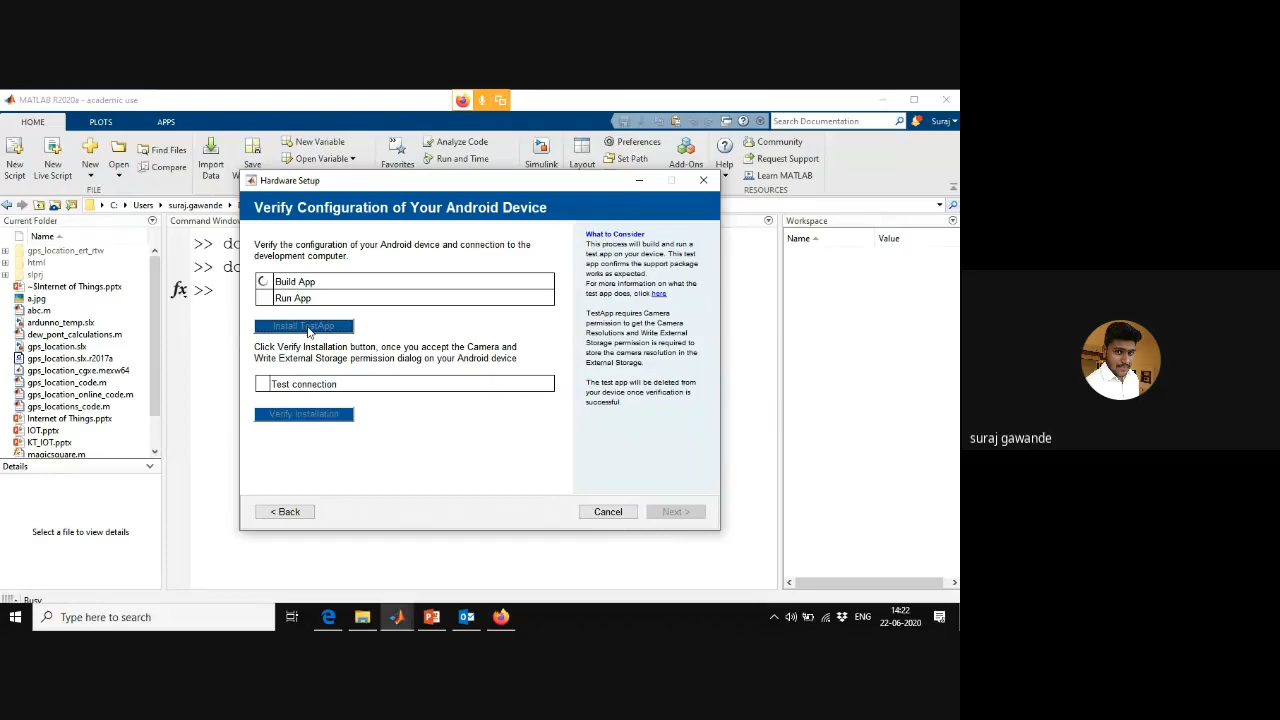 MATLAB R2020a - academic use
HOME PLOTS APPS
Search Documentation
Suraj
New Script
New Live Script
New
Open
Find Files
Compare
FILE
Import Data
Save
New Variable
Open Variable
Favorites
Analyze Code
Run and Time
Simulink
Layout
Preferences
Set Path
Add-Ons
Help
Community
Request Support
Learn MATLAB
RESOURCES
C: Users suraj.gawande
Current Folder
Name
gps_location_ert_rtw
html
slprj
~$Internet of Things.pptx
a.jpg
abc.m
ardunno_temp.slx
dew_pont_calculations.m
gps_location.slx
gps_location.slx.r2017a
gps_location_cgxe.mexw64
gps_location_code.m
gps_location_online_code.m
gps_locations_code.m
Internet of Things.pptx
IOT.pptx
KT_IOT.pptx
magicsquare.m
Details
Select a file to view details
Busy
Command Window
>> do
>> do
fx >>
Hardware Setup
Verify Configuration of Your Android Device
Verify the configuration of your Android device and connection to the
development computer.
Build App
Run App
Install TestApp
Click Verify Installation button, once you accept the Camera and
Write External Storage permission dialog on your Android device
Test connection
Verify Installation
What to Consider
This process will build and run a
test app on your device. This test
app confirms the support package
works as expected.
For more information on what the
test app does, click here
TestApp requires Camera
permission to get the Camera
Resolutions and Write External
Storage permission is required to
store the camera resolution in the
External Storage.
The test app will be deleted from
your device once verification is
successful.
< Back
Cancel
Next >
Workspace
Name Value
suraj gawande
Type here to search
ENG
14:22
22-06-2020